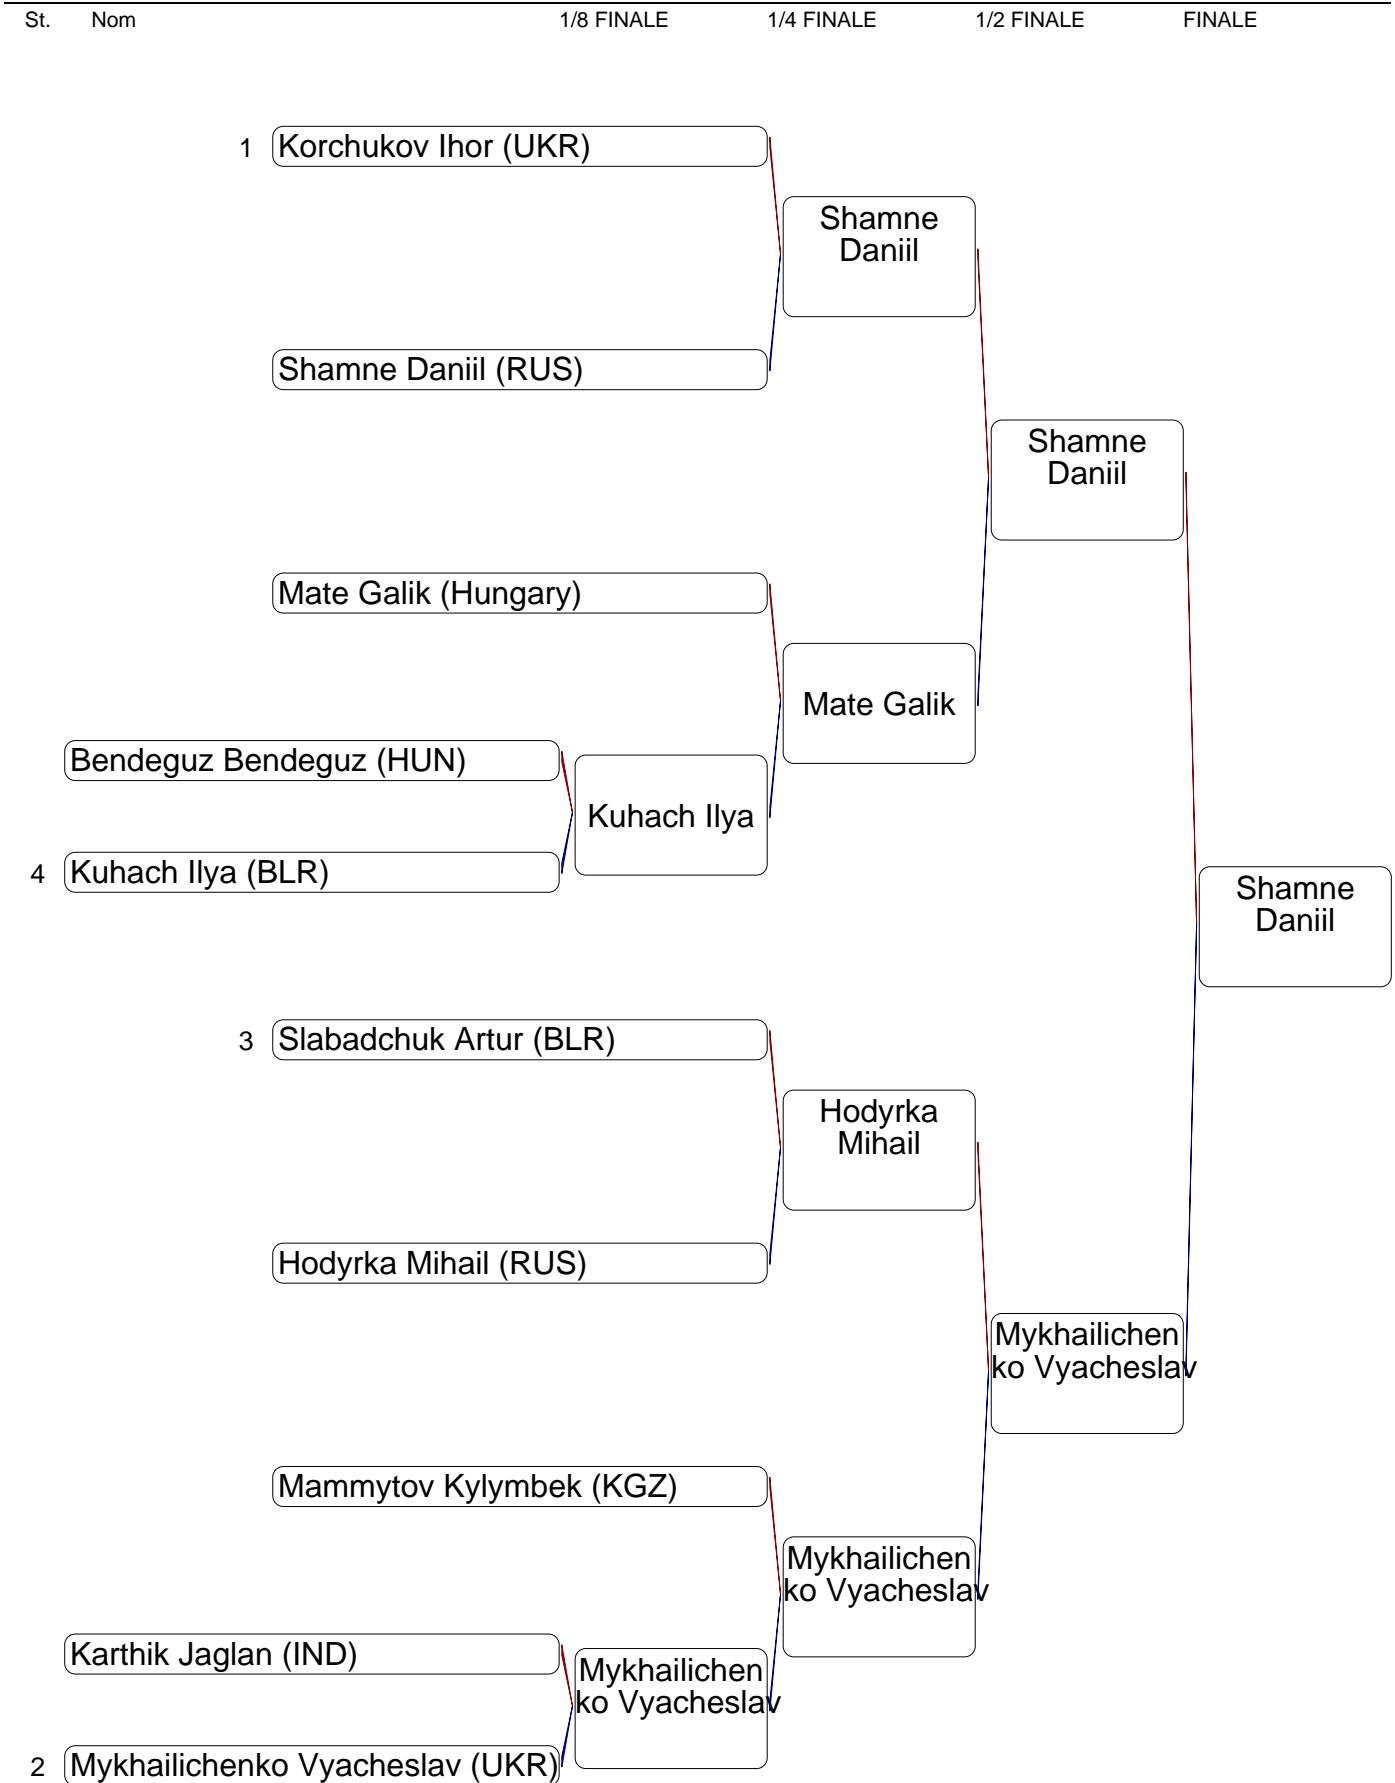 St. Nom 1/8 FINALE 1/4 FINALE 1/2 FINALE FINALE
1 Korchukov Ihor (UKR)
Shamne
Daniil
Shamne Daniil (RUS)
Shamne
Daniil
Mate Galik (Hungary)
Mate Galik
Bendeguz Bendeguz (HUN)
Kuhach Ilya
4 Kuhach Ilya (BLR)
Shamne
Daniil
3 Slabadchuk Artur (BLR)
Hodyrka
Mihail
Hodyrka Mihail (RUS)
Mykhailichen
ko Vyacheslav
Mammytov Kylymbek (KGZ)
Mykhailichen
ko Vyacheslav
Karthik Jaglan (IND)
Mykhailichen
ko Vyacheslav
2 Mykhailichenko Vyacheslav (UKR)